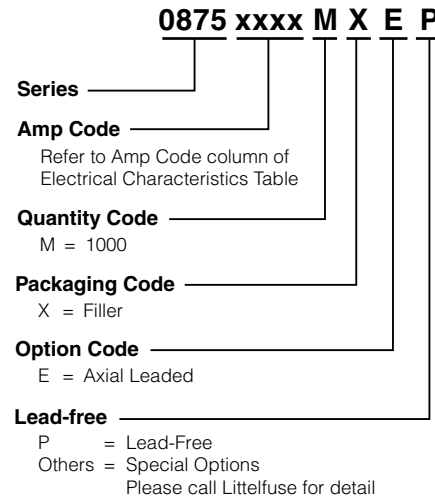 0875 xxxx M X E P
Series
Amp Code
Refer to Amp Code column of
Electrical Characteristics Table
Quantity Code
M = 1000
Packaging Code
X = Filler
Option Code
E = Axial Leaded
Lead-free
P = Lead-Free
Others = Special Options
Please call Littelfuse for detail